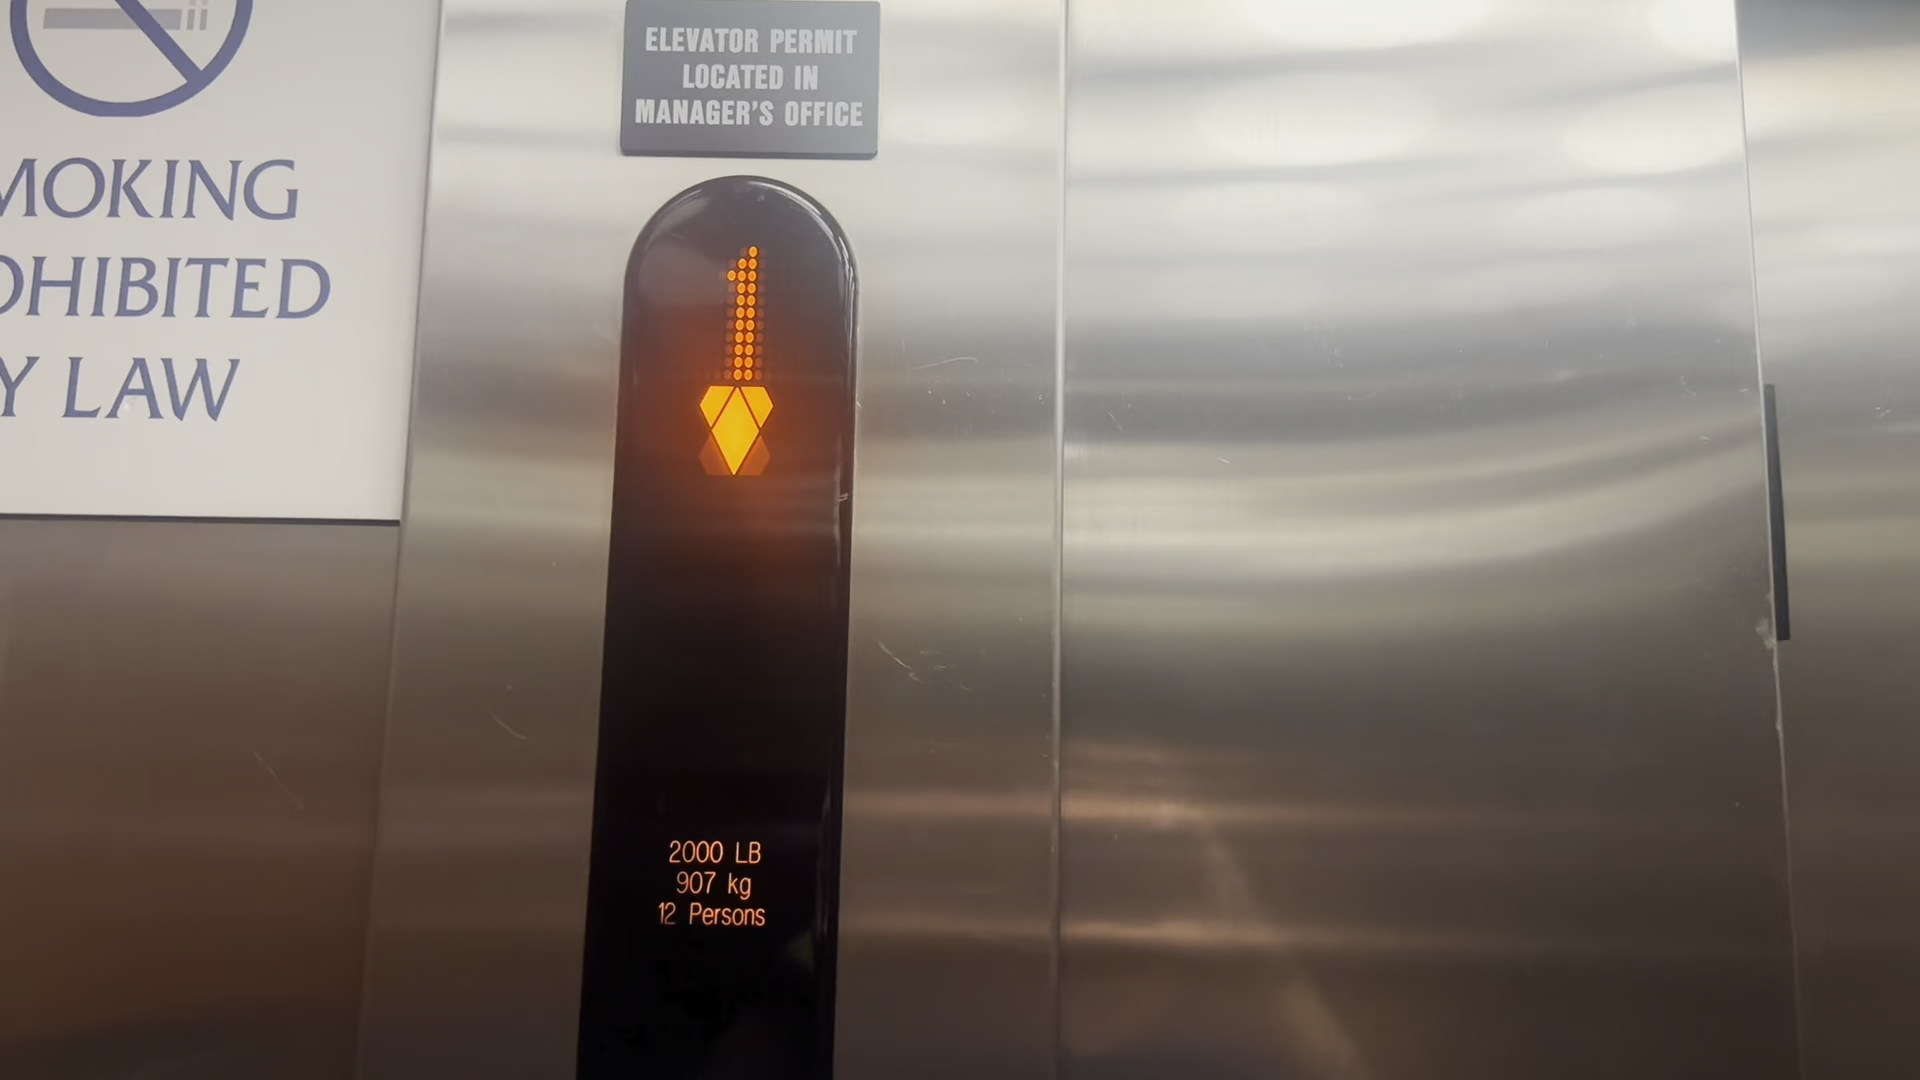 MOKING
OHIBITED
Y LAW
ELEVATOR PERMIT
LOCATED IN
MANAGER'S OFFICE
1
2000 LB
907 kg
12 Persons